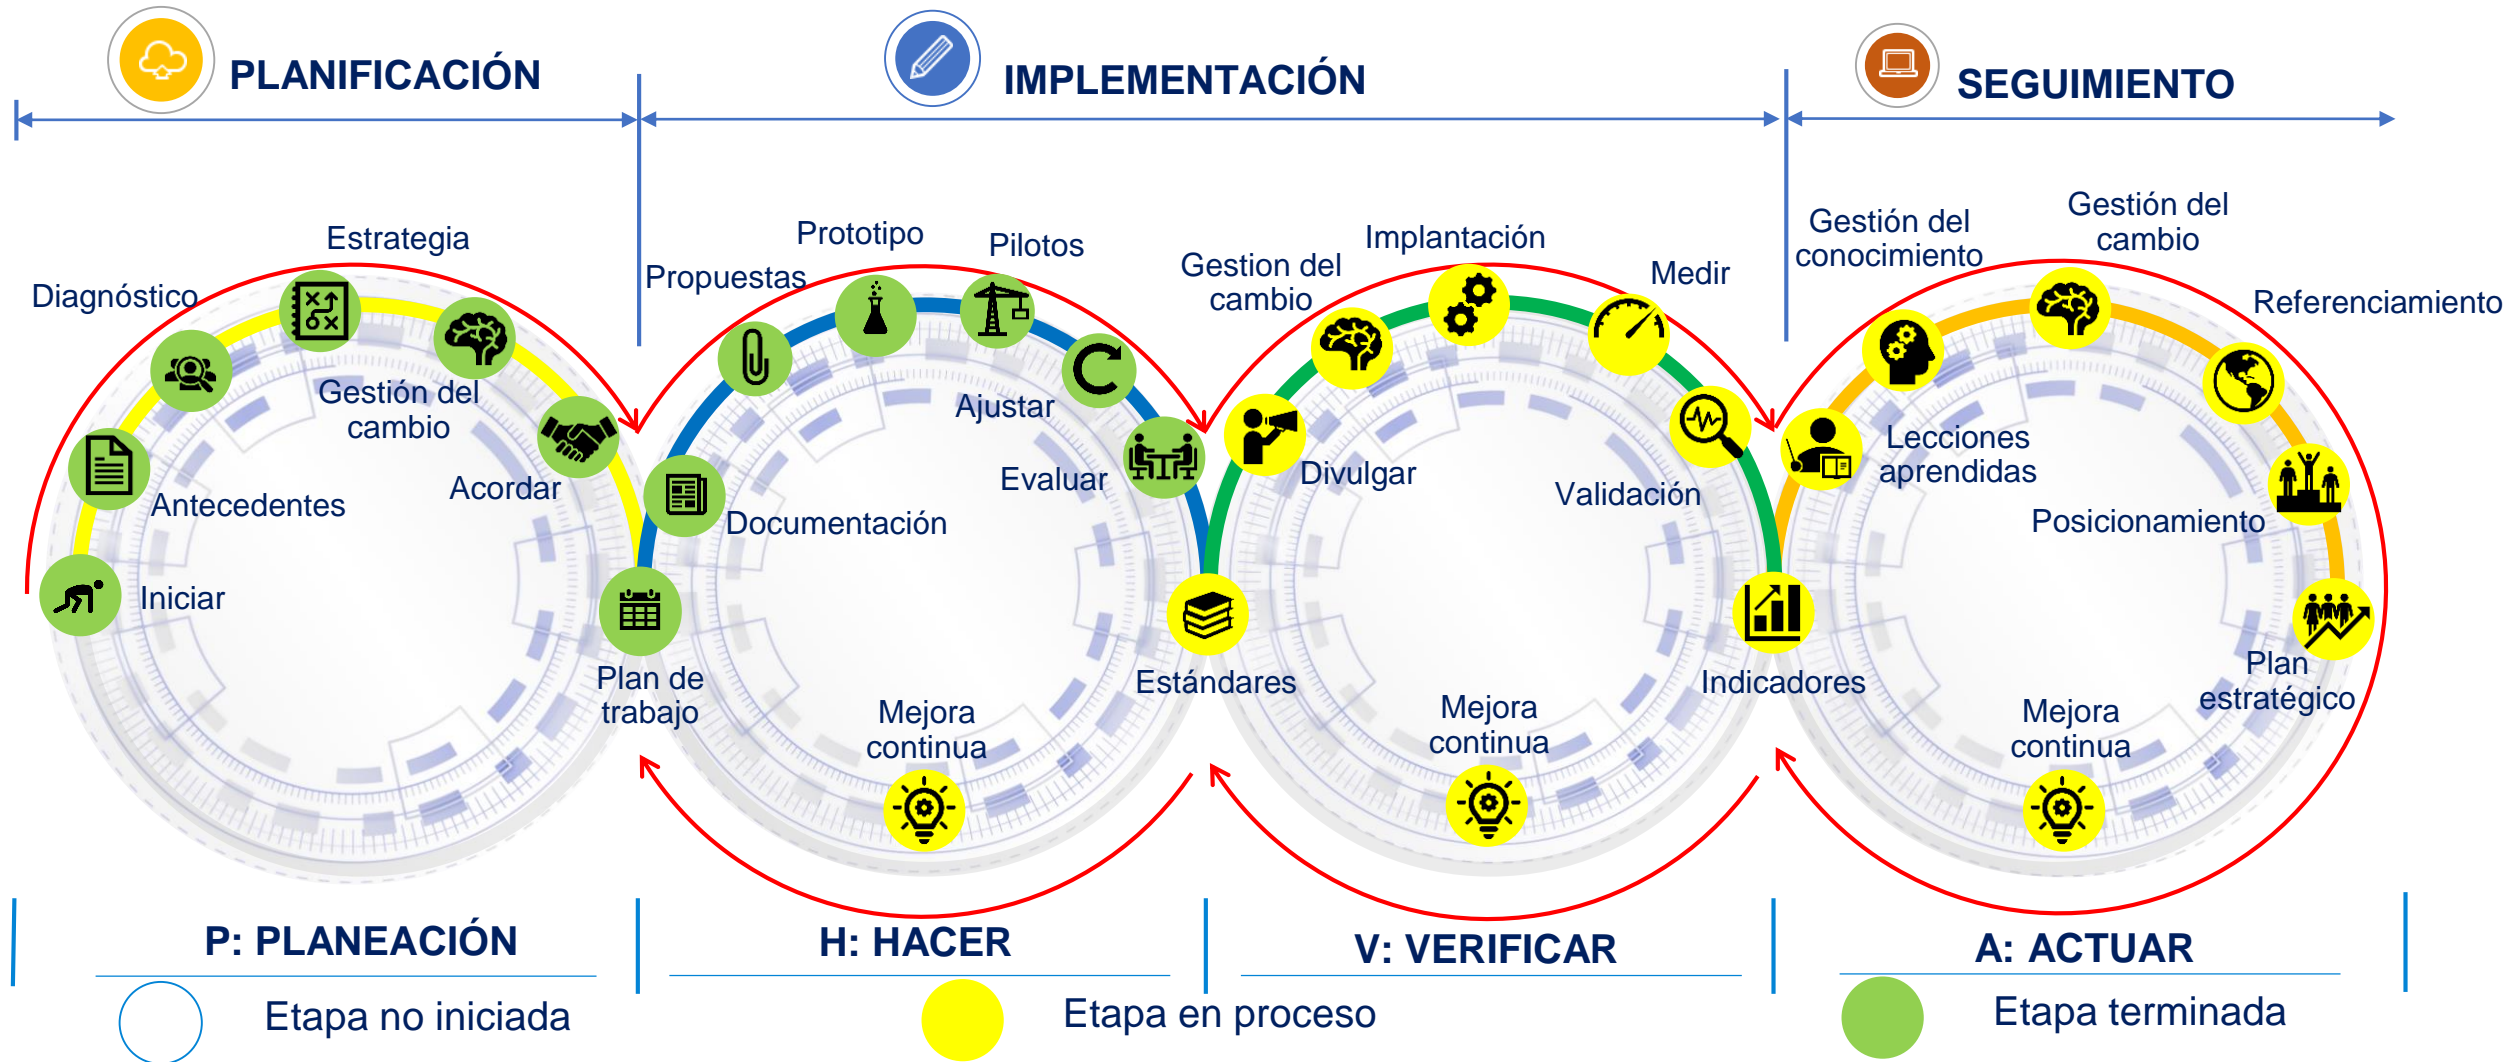 PLANIFICACIÓN
IMPLEMENTACIÓN
SEGUIMIENTO
Iniciar
Antecedentes
Diagnóstico
Estrategia
Gestión del
cambio
Acordar
Plan de
trabajo
Documentación
Propuestas
Prototipo
Pilotos
Ajustar
Evaluar
Mejora
continua
Estándares
Divulgar
Gestion del
cambio
Implantación
Medir
Validación
Mejora
continua
Indicadores
Lecciones
aprendidas
Gestión del
conocimiento
Gestión del
cambio
Referenciamiento
Posicionamiento
Plan
estratégico
Mejora
continua
P: PLANEACIÓN
H: HACER
V: VERIFICAR
A: ACTUAR
Etapa no iniciada
Etapa en proceso
Etapa terminada